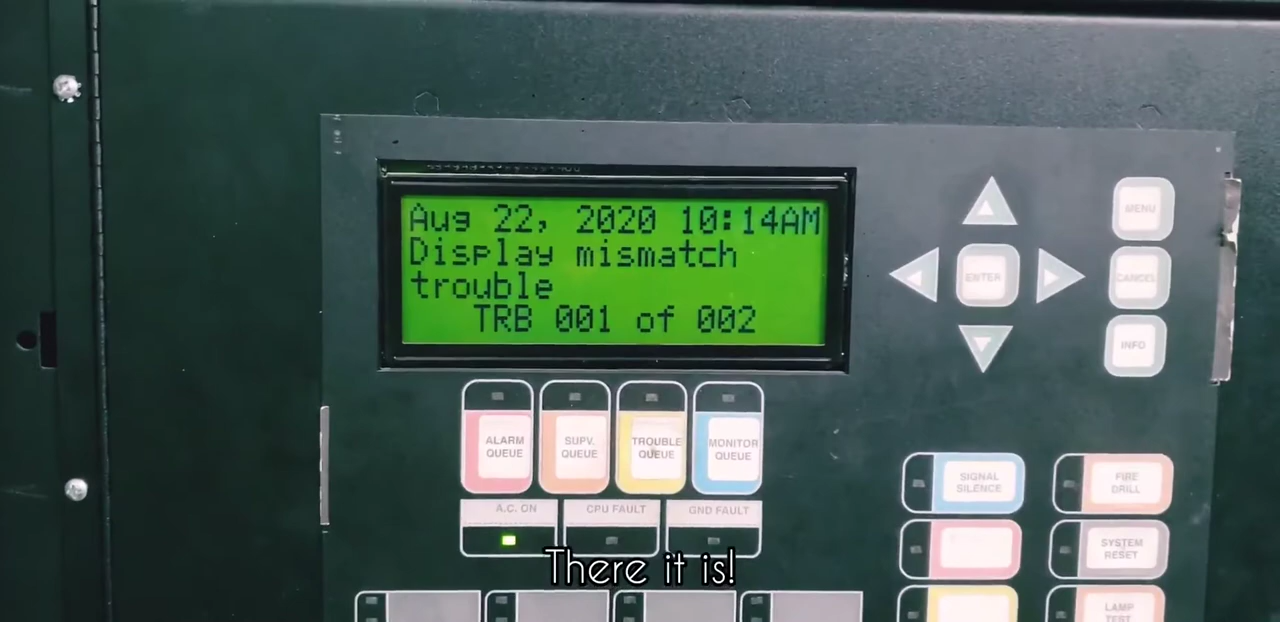 Aug 22, 2020 10:14AM
Display mismatch
trouble
TRB 001 of 002
MENU
ENTER
CANCEL
INFO
ALARM
QUEUE
SUPV.
QUEUE
TROUBLE
QUEUE
MONITOR
QUEUE
SIGNAL
SILENCE
FIRE
DRILL
A.C. ON
CPU FAULT
GND FAULT
SYSTEM
RESET
There it is!
LAMP
TEST